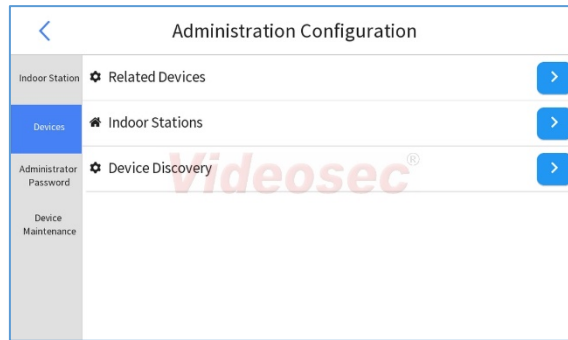 Administration Configuration
Indoor Station
Related Devices
Devices
Indoor Stations
Administrator
Password
Device Discovery
Videosec®
Device
Maintenance